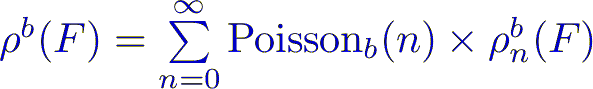 ρ^b(F) = ∑_{n=0}^{∞} Poisson_b(n) × ρ_n^b(F)